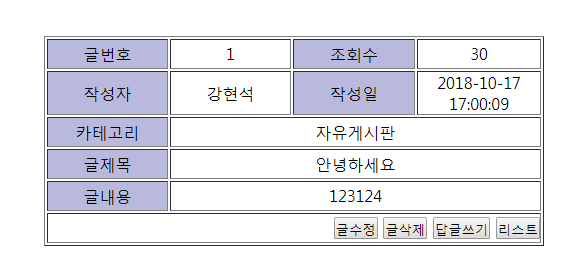 글번호 1 조회수 30
작성자 강현석 작성일 2018-10-17
17:00:09
카테고리 자유게시판
글제목 안녕하세요
글내용 123124
글수정 글삭제 답글쓰기 리스트